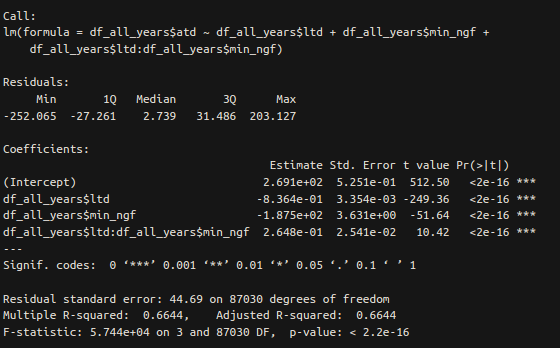 Call:
lm(formula = df_all_years$atd ~ df_all_years$ltd + df_all_years$min_ngf +
    df_all_years$ltd:df_all_years$min_ngf)

Residuals:
     Min       1Q   Median       3Q      Max
-252.065  -27.261    2.739   31.486  203.127

Coefficients:
                                        Estimate Std. Error t value Pr(>|t|)
(Intercept)                            2.691e+02  5.251e-01  512.50   <2e-16 ***
df_all_years$ltd                      -8.364e-01  3.354e-03 -249.36   <2e-16 ***
df_all_years$min_ngf                  -1.875e+02  3.631e+00  -51.64   <2e-16 ***
df_all_years$ltd:df_all_years$min_ngf  2.648e-01  2.541e-02   10.42   <2e-16 ***
---
Signif. codes:  0 ‘***’ 0.001 ‘**’ 0.01 ‘*’ 0.05 ‘.’ 0.1 ‘ ’ 1

Residual standard error: 44.69 on 87030 degrees of freedom
Multiple R-squared:  0.6644,	Adjusted R-squared:  0.6644
F-statistic: 5.744e+04 on 3 and 87030 DF,  p-value: < 2.2e-16